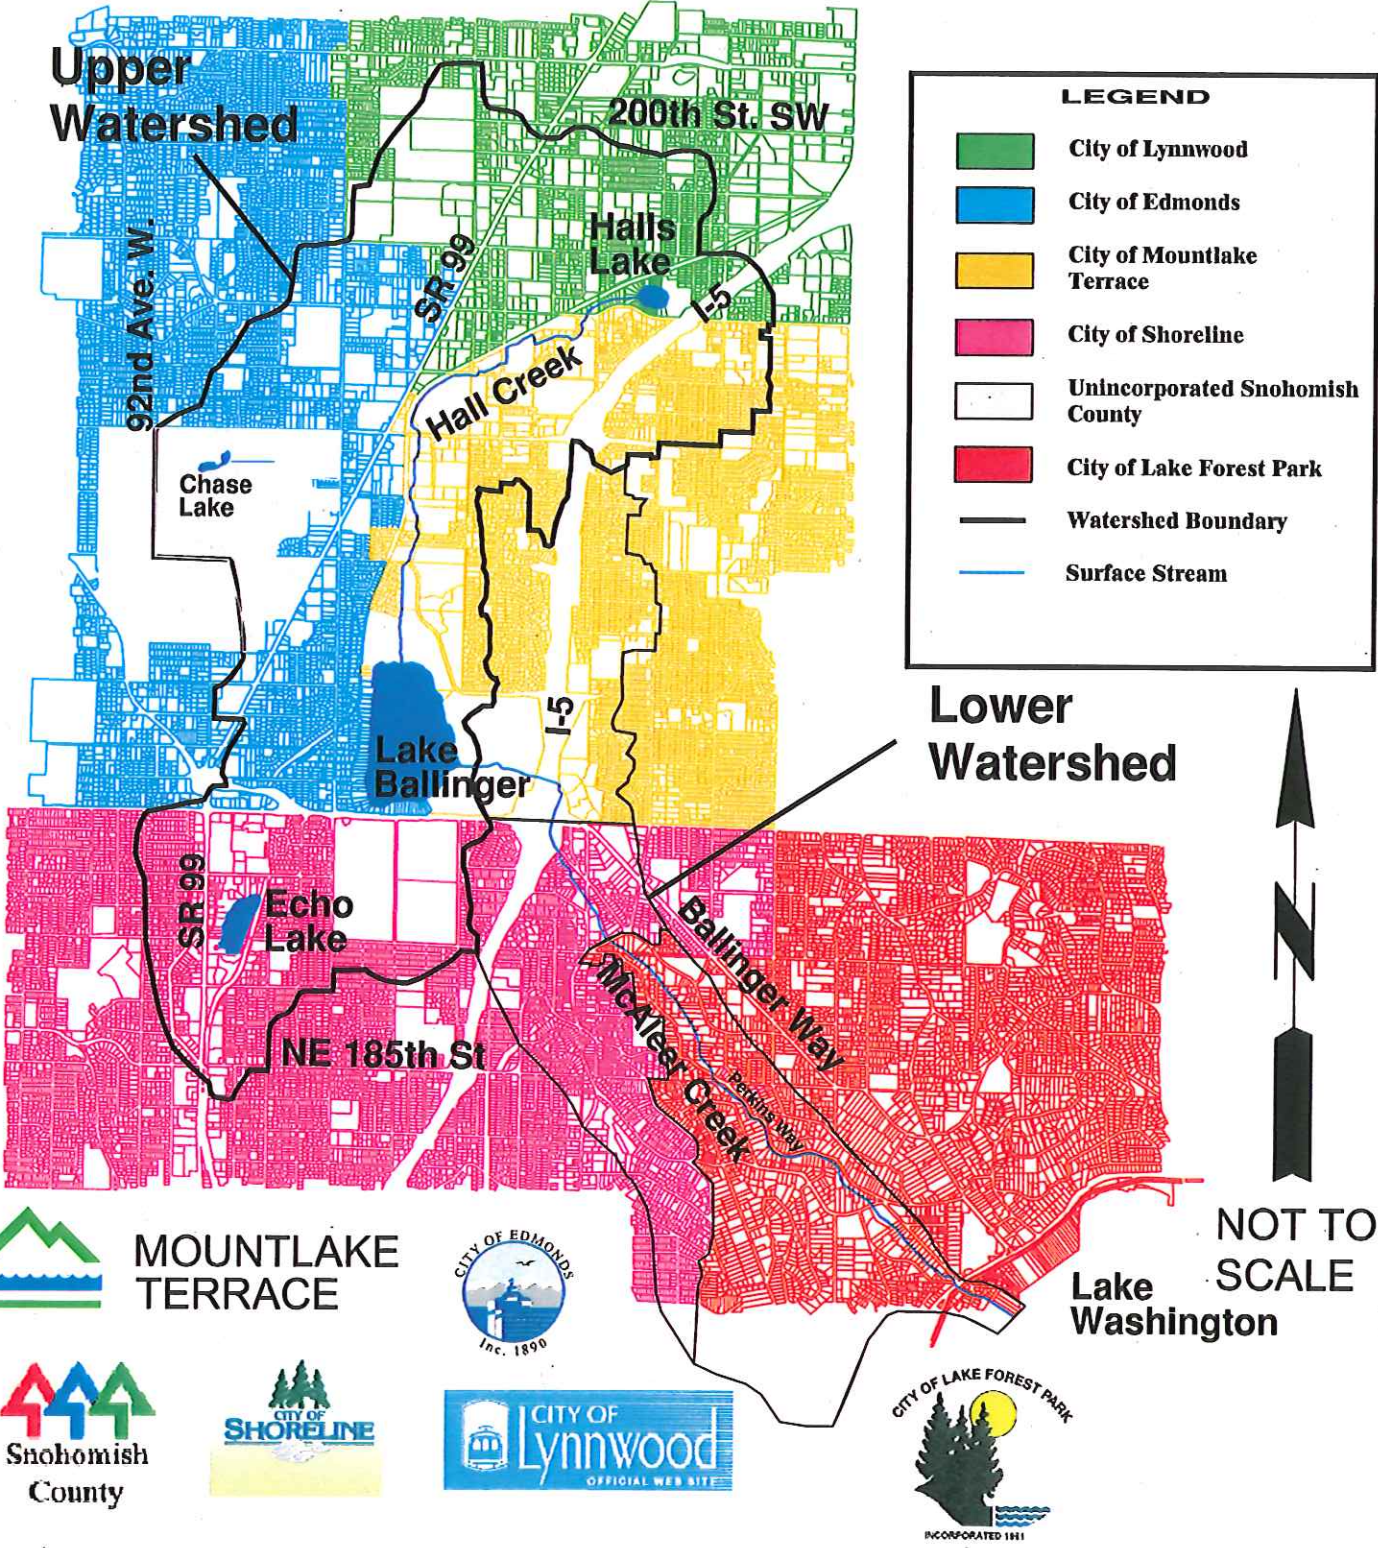 Upper
Watershed
200th St. SW
92nd Ave. W.
SR 99
Halls
Lake
I-5
Hall Creek
Chase
Lake
I-5
Lake
Ballinger
SR 99
Echo
Lake
NE 185th St
Ballinger Way
McAleer Creek
Perkins Way
Lower
Watershed
LEGEND
City of Lynnwood
City of Edmonds
City of Mountlake
Terrace
City of Shoreline
Unincorporated Snohomish
County
City of Lake Forest Park
Watershed Boundary
Surface Stream
N
NOT TO
SCALE
Lake
Washington
MOUNTLAKE
TERRACE
CITY OF EDMONDS
Inc. 1890
Snohomish
County
CITY OF
SHORELINE
CITY OF
Lynnwood
OFFICIAL WEB SITE
CITY OF LAKE FOREST PARK
INCORPORATED 1961